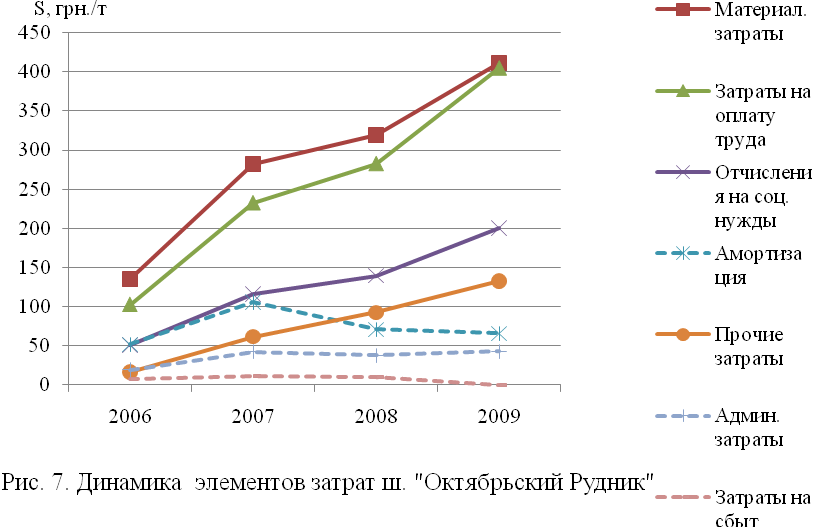 S, грн./т
450
400
350
300
250
200
150
100
50
0
2006 2007 2008 2009
Материал.
затраты
Затраты на
оплату
труда
Отчислени
я на соц.
нужды
Амортиза
ция
Прочие
затраты
Админ.
затраты
Затраты на
сбыт
Рис. 7. Динамика элементов затрат ш. "Октябрьский Рудник"